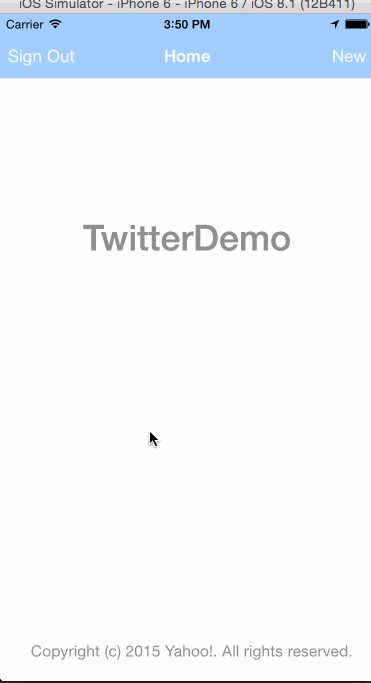 iOS Simulator - iPhone 6 - iPhone 6 / iOS 8.1 (12B411)
Carrier 3:50 PM
Sign Out Home New
TwitterDemo
Copyright (c) 2015 Yahoo!. All rights reserved.